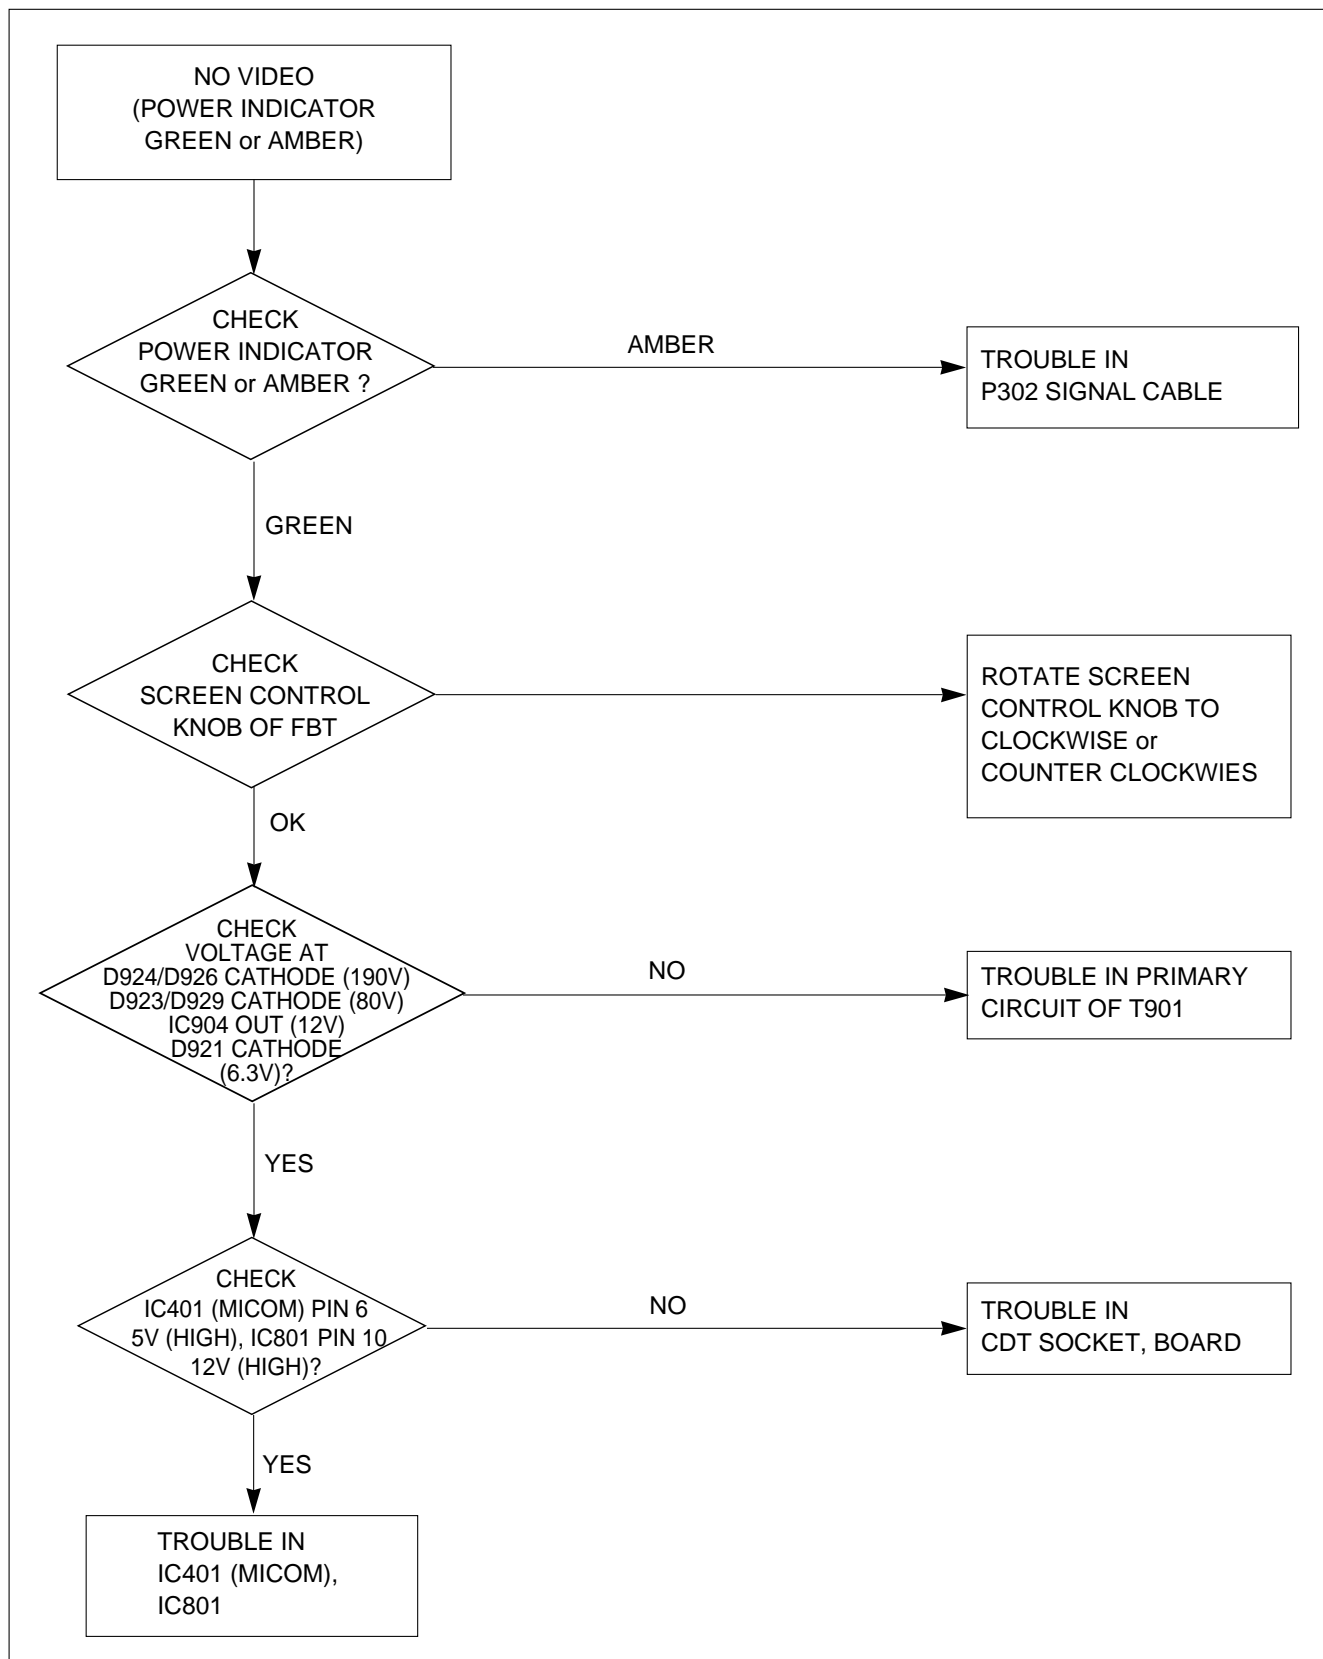 NO VIDEO
(POWER INDICATOR
GREEN or AMBER)
CHECK
POWER INDICATOR
GREEN or AMBER ?
AMBER
TROUBLE IN
P302 SIGNAL CABLE
GREEN
CHECK
SCREEN CONTROL
KNOB OF FBT
ROTATE SCREEN
CONTROL KNOB TO
CLOCKWISE or
COUNTER CLOCKWIES
OK
CHECK
VOLTAGE AT
D924/D926 CATHODE (190V)
D923/D929 CATHODE (80V)
IC904 OUT (12V)
D921 CATHODE
(6.3V)?
NO
TROUBLE IN PRIMARY
CIRCUIT OF T901
YES
CHECK
IC401 (MICOM) PIN 6
5V (HIGH), IC801 PIN 10
12V (HIGH)?
NO
TROUBLE IN
CDT SOCKET, BOARD
YES
TROUBLE IN
IC401 (MICOM),
IC801